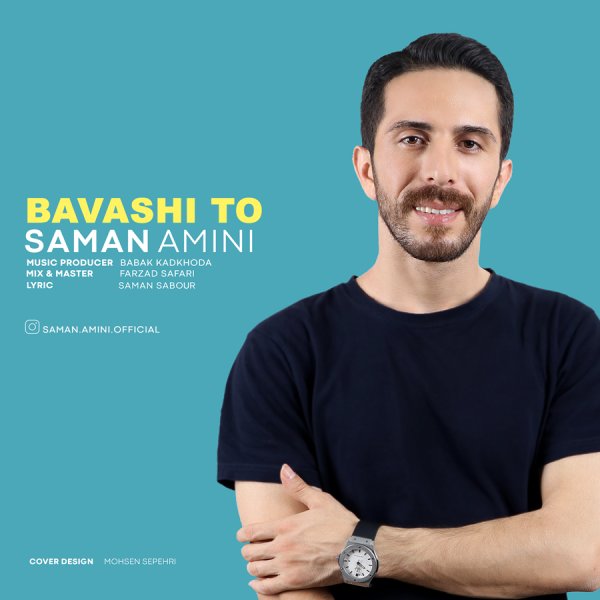 BAVASHI TO
SAMAN AMINI
MUSIC PRODUCER BABAK KADKHODA
MIX & MASTER FARZAD SAFARI
LYRIC SAMAN SABOUR
SAMAN.AMINI.OFFICIAL
COVER DESIGN MOHSEN SEPEHRI